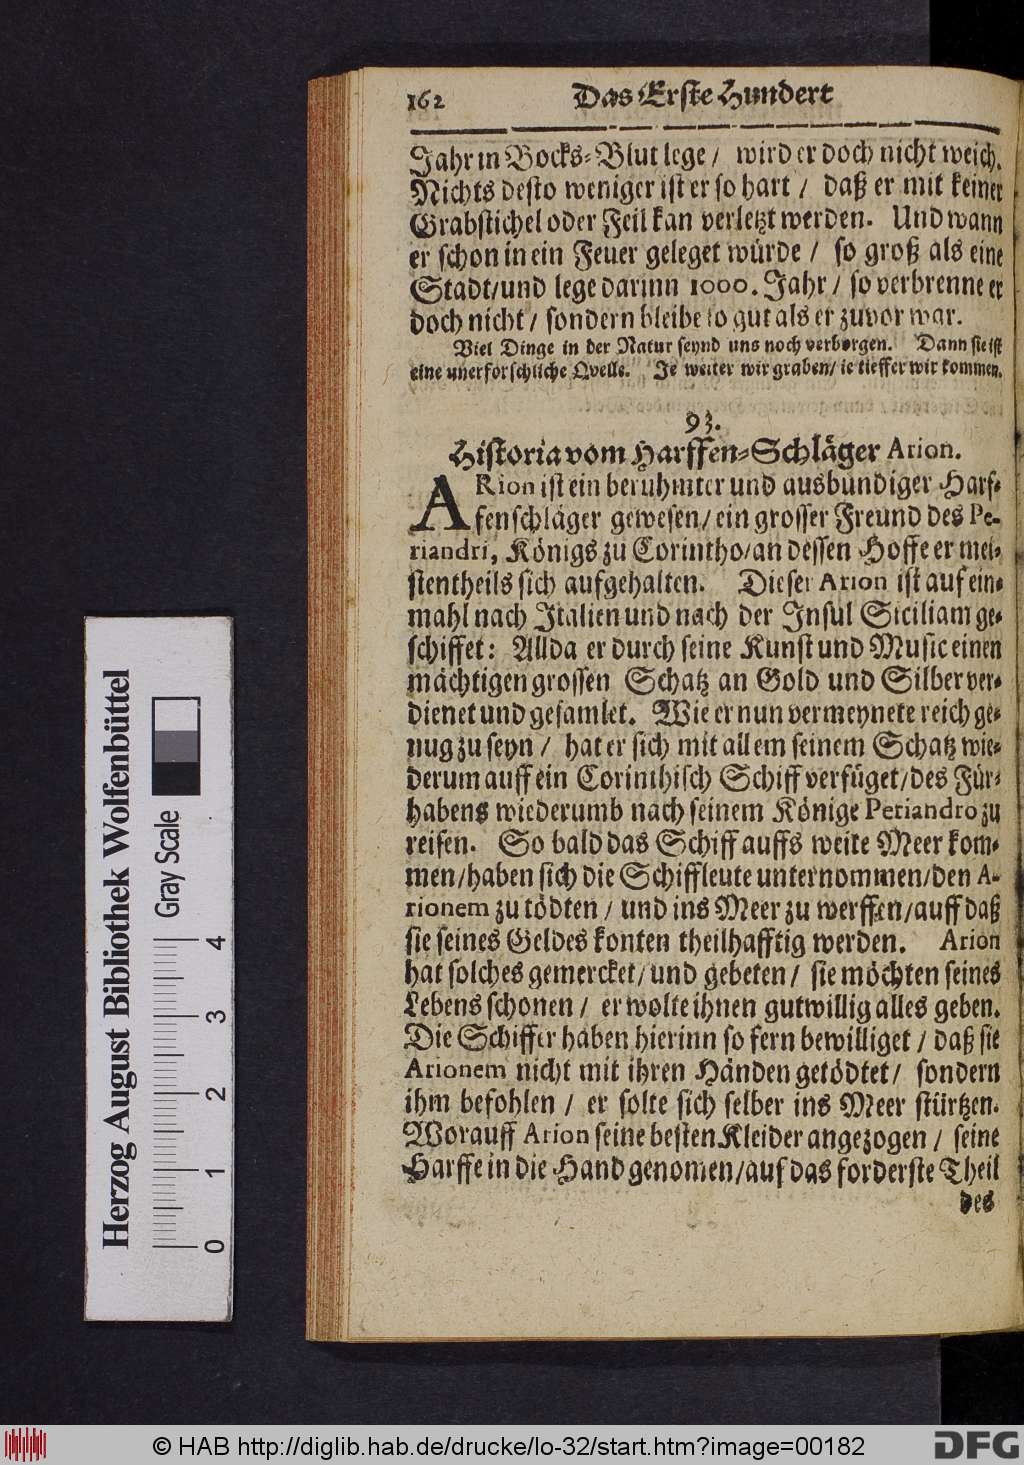 162 Das Erste Hundert
Jahr in Bocks-Blut lege / wird er doch nicht weich.
Nichts desto weniger ist er so hart / daß er mit keiner
Grabstichel oder Feil kan verletzt werden. Und wann
er schon in ein Feuer geleget würde / so groß als eine
Stadt/und lege darinn 1000. Jahr / so verbrenne er
doch nicht / sondern bleibe so gut als er zuvor war.
Viel Dinge in der Natur seynd uns noch verborgen. Dann sie ist
eine unerforschliche Qvelle. Je weiter wir graben/ ie tieffer wir kommen.
93.
Historia vom Harffen-Schläger Arion.
ARion ist ein berühmter und ausbündiger Harf-
fenschläger gewesen/ein grosser Freund des Pe-
riandri, Königs zu Corintho/an dessen Hoffe er mei-
stentheils sich aufgehalten. Dieser Arion ist auf ein-
mahl nach Italien und nach der Insul Siciliam ge-
schiffet: Allda er durch seine Kunst und Music einen
mächtigen grossen Schatz an Gold und Silber ver-
dienet und gesamlet. Wie er nun vermeynete reich ge-
nug zu seyn / hat er sich mit allem seinem Schatz wie-
derum auff ein Corinthisch Schiff verfüget/des Für-
habens wiederumb nach seinem Könige Periandro zu
reisen. So bald das Schiff auffs weite Meer kom-
men/haben sich die Schiffleute unternommen/den A-
rionem zu tödten / und ins Meer zu werffen/auff daß
sie seines Geldes konten theilhafftig werden. Arion
hat solches gemercket/und gebeten / sie möchten seines
Lebens schonen / er wolte ihnen gutwillig alles geben.
Die Schiffer haben hierinn so fern bewilliget / daß sie
Arionem nicht mit ihren Händen getödtet/ sondern
ihm befohlen / er solte sich selber ins Meer stürtzen.
Worauff Arion seine besten Kleider angezogen / seine
Harffe in die Hand genomen/auf das forderste Theil
des
Herzog August Bibliothek Wolfenbüttel
Gray Scale
0 1 2 3 4
© HAB http://diglib.hab.de/drucke/lo-32/start.htm?image=00182
DFG